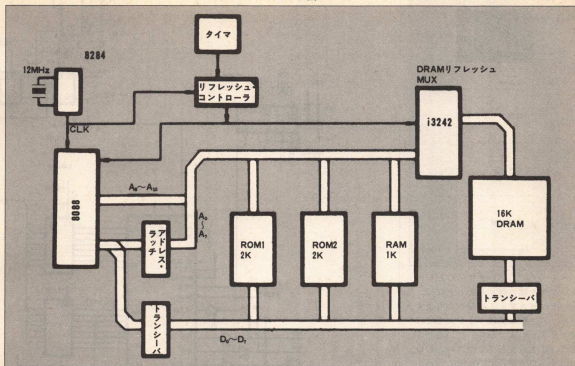 タイマ
8284
12MHz
CLK
リフレッシュ・
コントローラ
DRAMリフレッシュ
MUX
i3242
8088
A₈〜A₁₃
A₀
〜
A₇
アドレス・
ラッチ
ROM1
2K
ROM2
2K
RAM
1K
16K
DRAM
トランシーバ
トランシーバ
D₀〜D₇